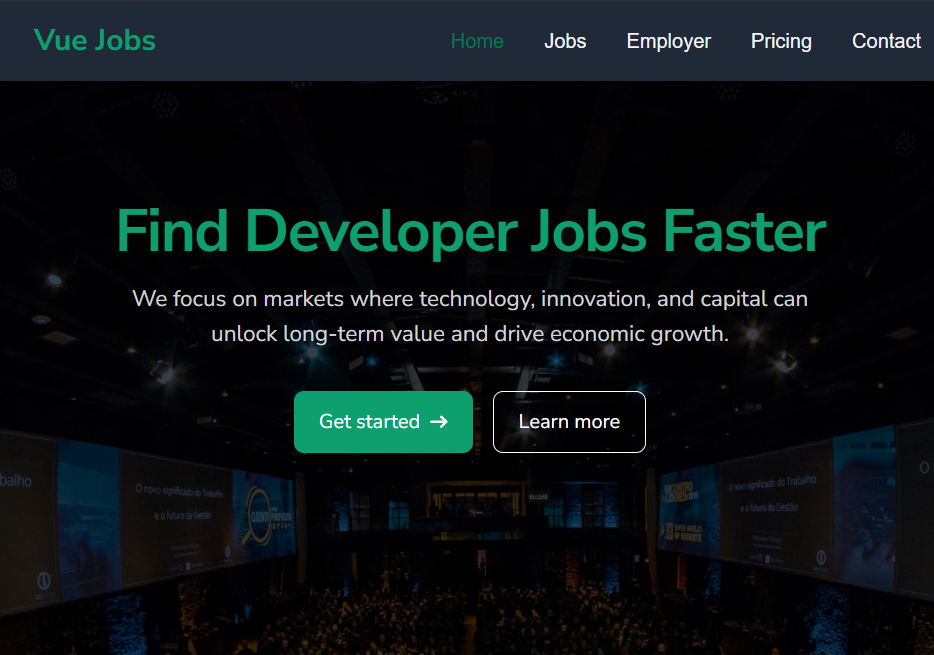 Vue Jobs
Home
Jobs
Employer
Pricing
Contact
Find Developer Jobs Faster
We focus on markets where technology, innovation, and capital can
unlock long-term value and drive economic growth.
Get started →
Learn more
balho
O novo significado do Trabalho
e o futuro da Gestão
CLIENTE
O novo significado do Trabalho
e o futuro da Gestão
O